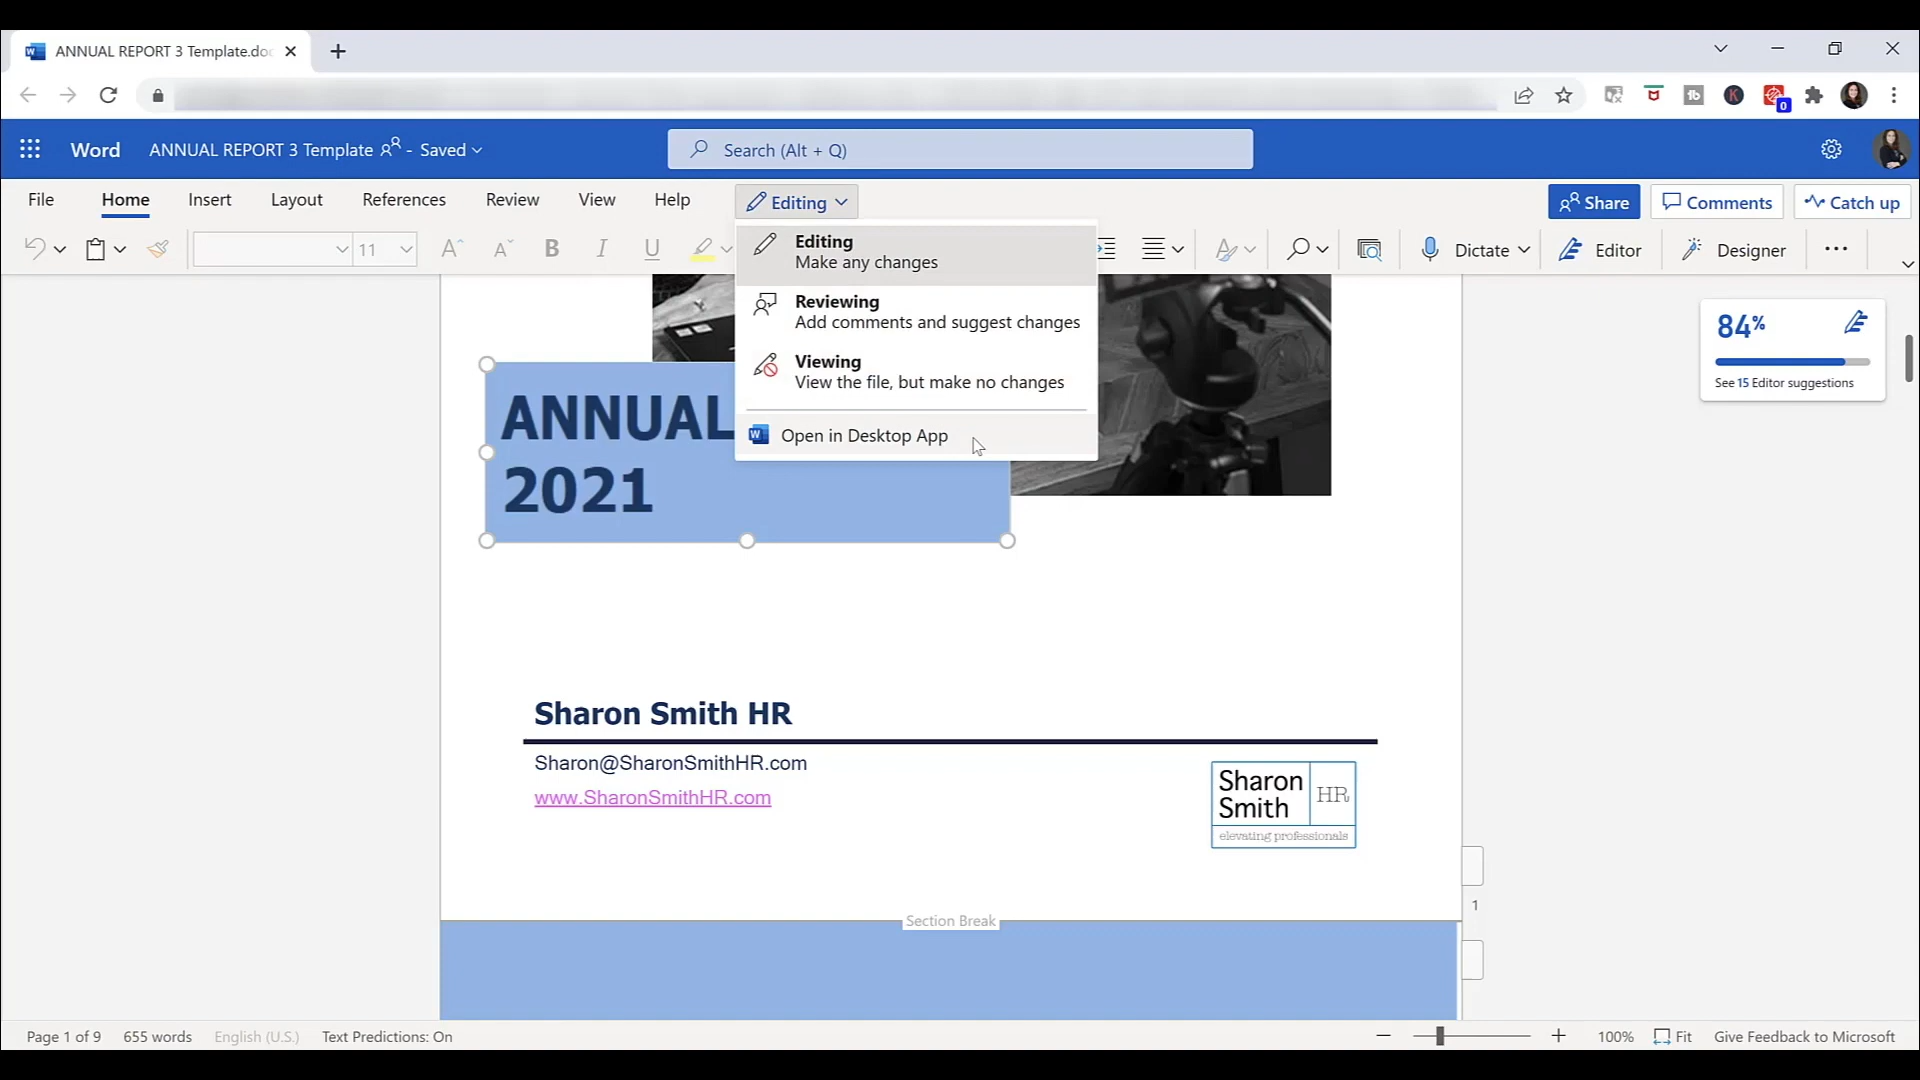 ANNUAL REPORT 3 Template.doc
0
Word
ANNUAL REPORT 3 Template - Saved
Search (Alt + Q)
File
Home
Insert
Layout
References
Review
View
Help
Editing
Share
Comments
Catch up
11
Dictate
Editor
Designer
Editing
Make any changes
Reviewing
Add comments and suggest changes
Viewing
View the file, but make no changes
Open in Desktop App
84%
See 15 Editor suggestions
ANNUAL
2021
Sharon Smith HR
Sharon@SharonSmithHR.com
www.SharonSmithHR.com
Sharon
Smith
HR
elevating professionals
1
Section Break
Page 1 of 9
655 words
English (U.S.)
Text Predictions: On
100%
Fit
Give Feedback to Microsoft